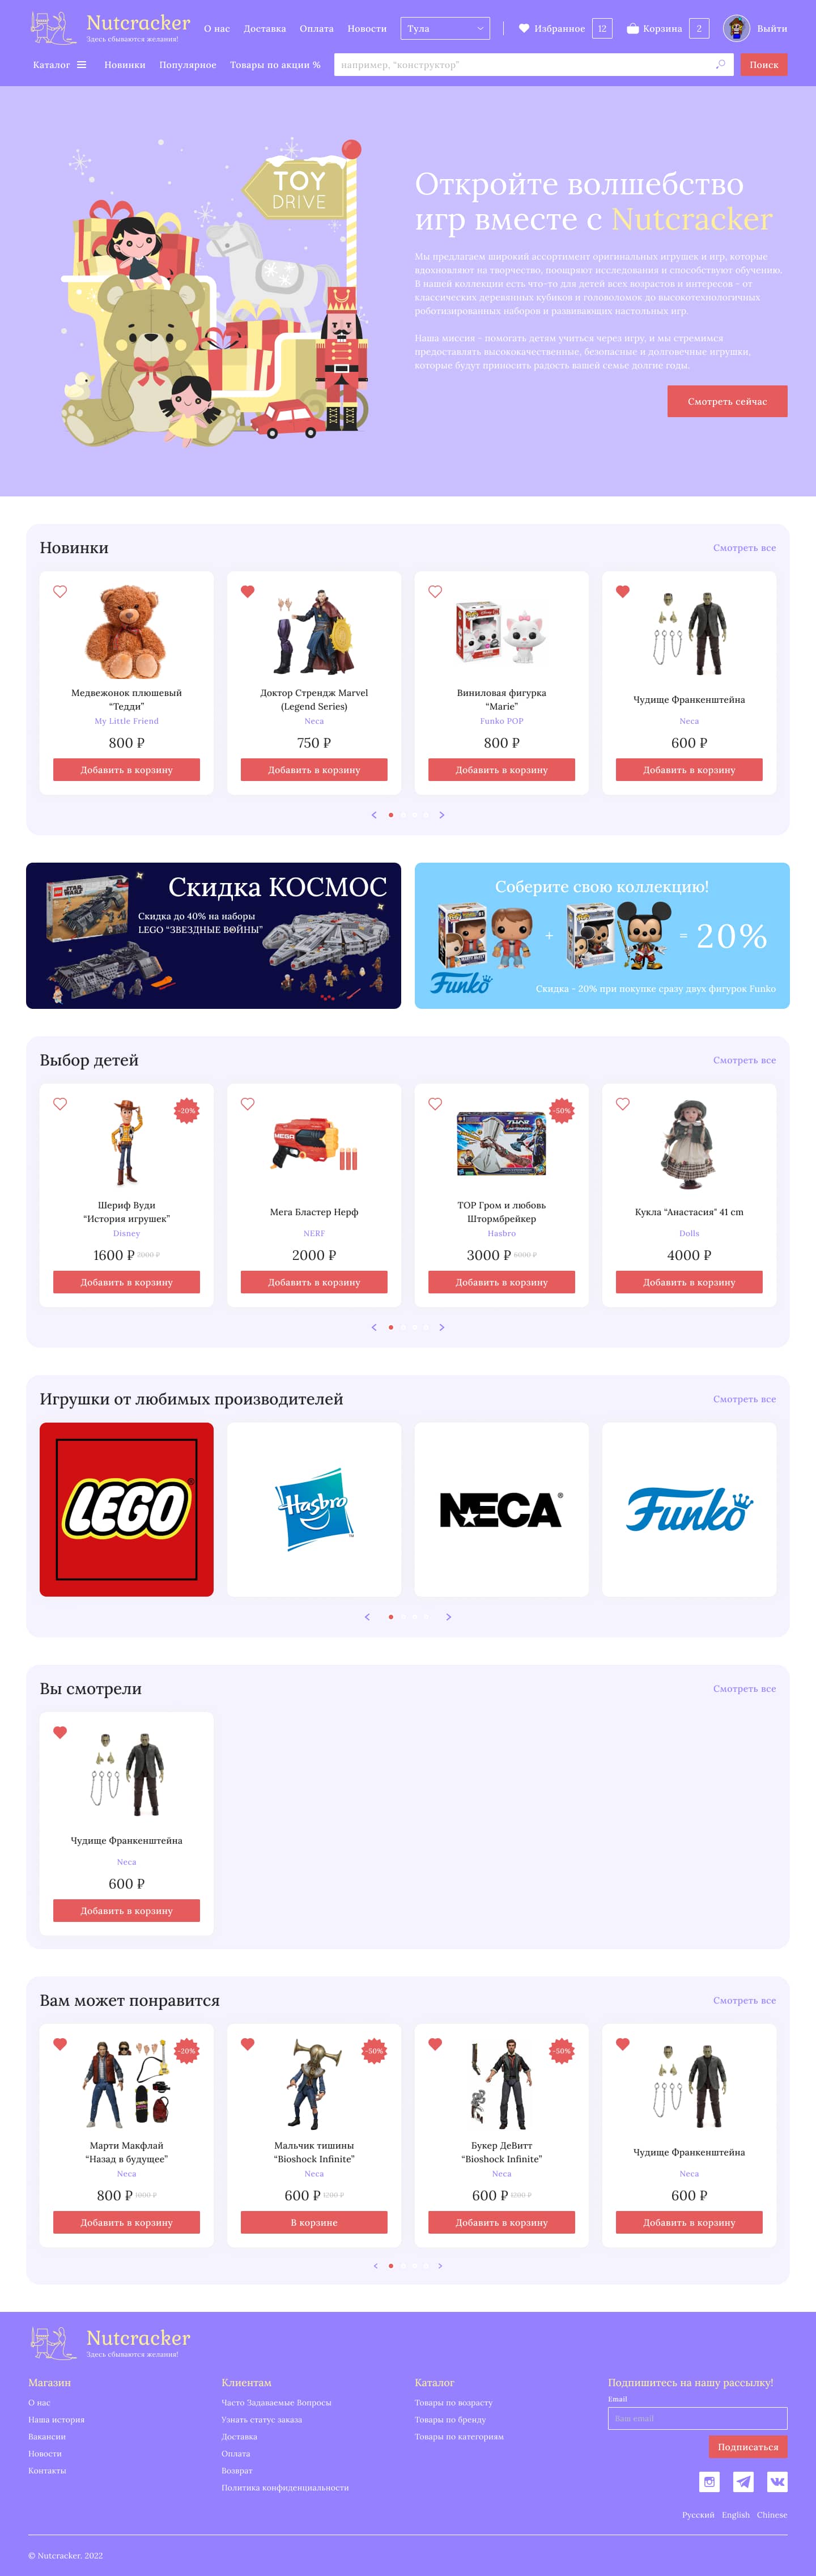 Nutcracker
Здесь сбываются желания!
О нас
Доставка
Оплата
Новости
Тула
Избранное
12
Корзина
2
Выйти
Каталог
Новинки
Популярное
Товары по акции %
например, “конструктор”
Поиск
TOY
DRIVE
Откройте волшебство
игр вместе с Nutcracker
Мы предлагаем широкий ассортимент оригинальных игрушек и игр, которые
вдохновляют на творчество, поощряют исследования и способствуют обучению.
В нашей коллекции есть что-то для детей всех возрастов и интересов - от
классических деревянных кубиков и головоломок до высокотехнологичных
роботизированных наборов и развивающих настольных игр.
Наша миссия - помогать детям учиться через игру, и мы стремимся
предоставлять высококачественные, безопасные и долговечные игрушки,
которые будут приносить радость вашей семье долгие годы.
Смотреть сейчас
Новинки
Смотреть все
Медвежонок плюшевый
“Тедди”
My Little Friend
800 ₽
Добавить в корзину
Доктор Стрендж Marvel
(Legend Series)
Neca
750 ₽
Добавить в корзину
Виниловая фигурка
“Marie”
Funko POP
800 ₽
Добавить в корзину
Чудище Франкенштейна
Neca
600 ₽
Добавить в корзину
Скидка КОСМОС
Скидка до 40% на наборы
LEGO “ЗВЕЗДНЫЕ ВОЙНЫ”
Соберите свою коллекцию!
+
= 20%
Funko
Скидка - 20% при покупке сразу двух фигурок Funko
Выбор детей
Смотреть все
-20%
Шериф Вуди
“История игрушек”
Disney
1600 ₽ 2000 ₽
Добавить в корзину
MEGA
Мега Бластер Нерф
NERF
2000 ₽
Добавить в корзину
-50%
THOR
ТОР Гром и любовь
Штормбрейкер
Hasbro
3000 ₽ 6000 ₽
Добавить в корзину
Кукла “Анастасия” 41 cm
Dolls
4000 ₽
Добавить в корзину
Игрушки от любимых производителей
Смотреть все
LEGO®
Hasbro
NECA®
Funko
Вы смотрели
Смотреть все
Чудище Франкенштейна
Neca
600 ₽
Добавить в корзину
Вам может понравится
Смотреть все
-20%
Марти Макфлай
“Назад в будущее”
Neca
800 ₽ 1000 ₽
Добавить в корзину
-50%
Мальчик тишины
“Bioshock Infinite”
Neca
600 ₽ 1200 ₽
В корзине
-50%
Букер ДеВитт
“Bioshock Infinite”
Neca
600 ₽ 1200 ₽
Добавить в корзину
Чудище Франкенштейна
Neca
600 ₽
Добавить в корзину
Nutcracker
Здесь сбываются желания!
Магазин
О нас
Наша история
Вакансии
Новости
Контакты
Клиентам
Часто Задаваемые Вопросы
Узнать статус заказа
Доставка
Оплата
Возврат
Политика конфиденциальности
Каталог
Товары по возрасту
Товары по бренду
Товары по категориям
Подпишитесь на нашу рассылку!
Email
Ваш email
Подписаться
Русский
English
Chinese
© Nutcracker. 2022